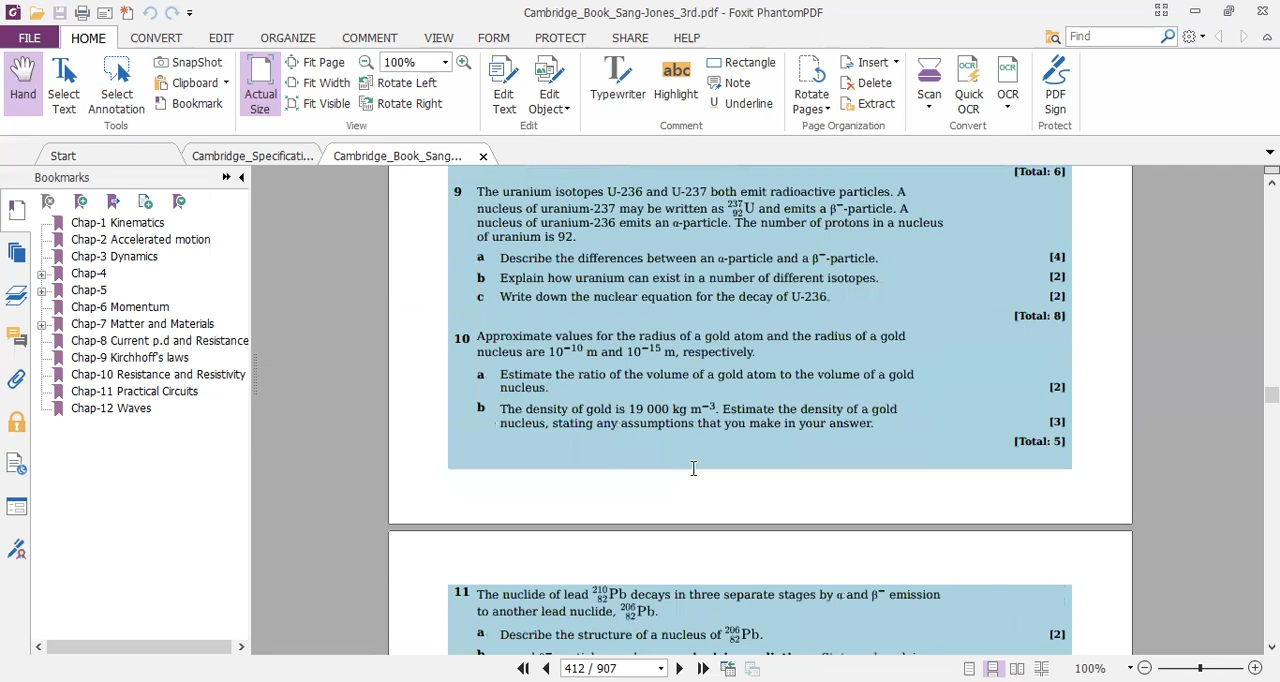 Cambridge_Book_Sang-Jones_3rd.pdf - Foxit PhantomPDF
FILE HOME CONVERT EDIT ORGANIZE COMMENT VIEW FORM PROTECT SHARE HELP Find
Hand
Select Text
Select Annotation
SnapShot
Clipboard
Bookmark
Tools
Actual Size
Fit Page
Fit Width
Fit Visible
100%
Rotate Left
Rotate Right
View
Edit Text
Edit Object
Edit
Typewriter
Highlight
Rectangle
Note
Underline
Comment
Rotate Pages
Insert
Delete
Extract
Page Organization
Scan
Quick OCR
OCR
Convert
PDF Sign
Protect
Start Cambridge_Specificati... Cambridge_Book_Sang...
Bookmarks
Chap-1 Kinematics
Chap-2 Accelerated motion
Chap-3 Dynamics
Chap-4
Chap-5
Chap-6 Momentum
Chap-7 Matter and Materials
Chap-8 Current p.d and Resistance
Chap-9 Kirchhoff's laws
Chap-10 Resistance and Resistivity
Chap-11 Practical Circuits
Chap-12 Waves
[Total: 6]
9 The uranium isotopes U-236 and U-237 both emit radioactive particles. A
nucleus of uranium-237 may be written as ²³⁷₉₂U and emits a β⁻-particle. A
nucleus of uranium-236 emits an α-particle. The number of protons in a nucleus
of uranium is 92.
a Describe the differences between an α-particle and a β⁻-particle. [4]
b Explain how uranium can exist in a number of different isotopes. [2]
c Write down the nuclear equation for the decay of U-236. [2]
[Total: 8]
10 Approximate values for the radius of a gold atom and the radius of a gold
nucleus are 10⁻¹⁰ m and 10⁻¹⁵ m, respectively.
a Estimate the ratio of the volume of a gold atom to the volume of a gold
nucleus. [2]
b The density of gold is 19 000 kg m⁻³. Estimate the density of a gold
nucleus, stating any assumptions that you make in your answer. [3]
[Total: 5]
11 The nuclide of lead ²¹⁰₈₂Pb decays in three separate stages by α and β⁻ emission
to another lead nuclide, ²⁰⁶₈₂Pb.
a Describe the structure of a nucleus of ²⁰⁶₈₂Pb. [2]
412 / 907
100%